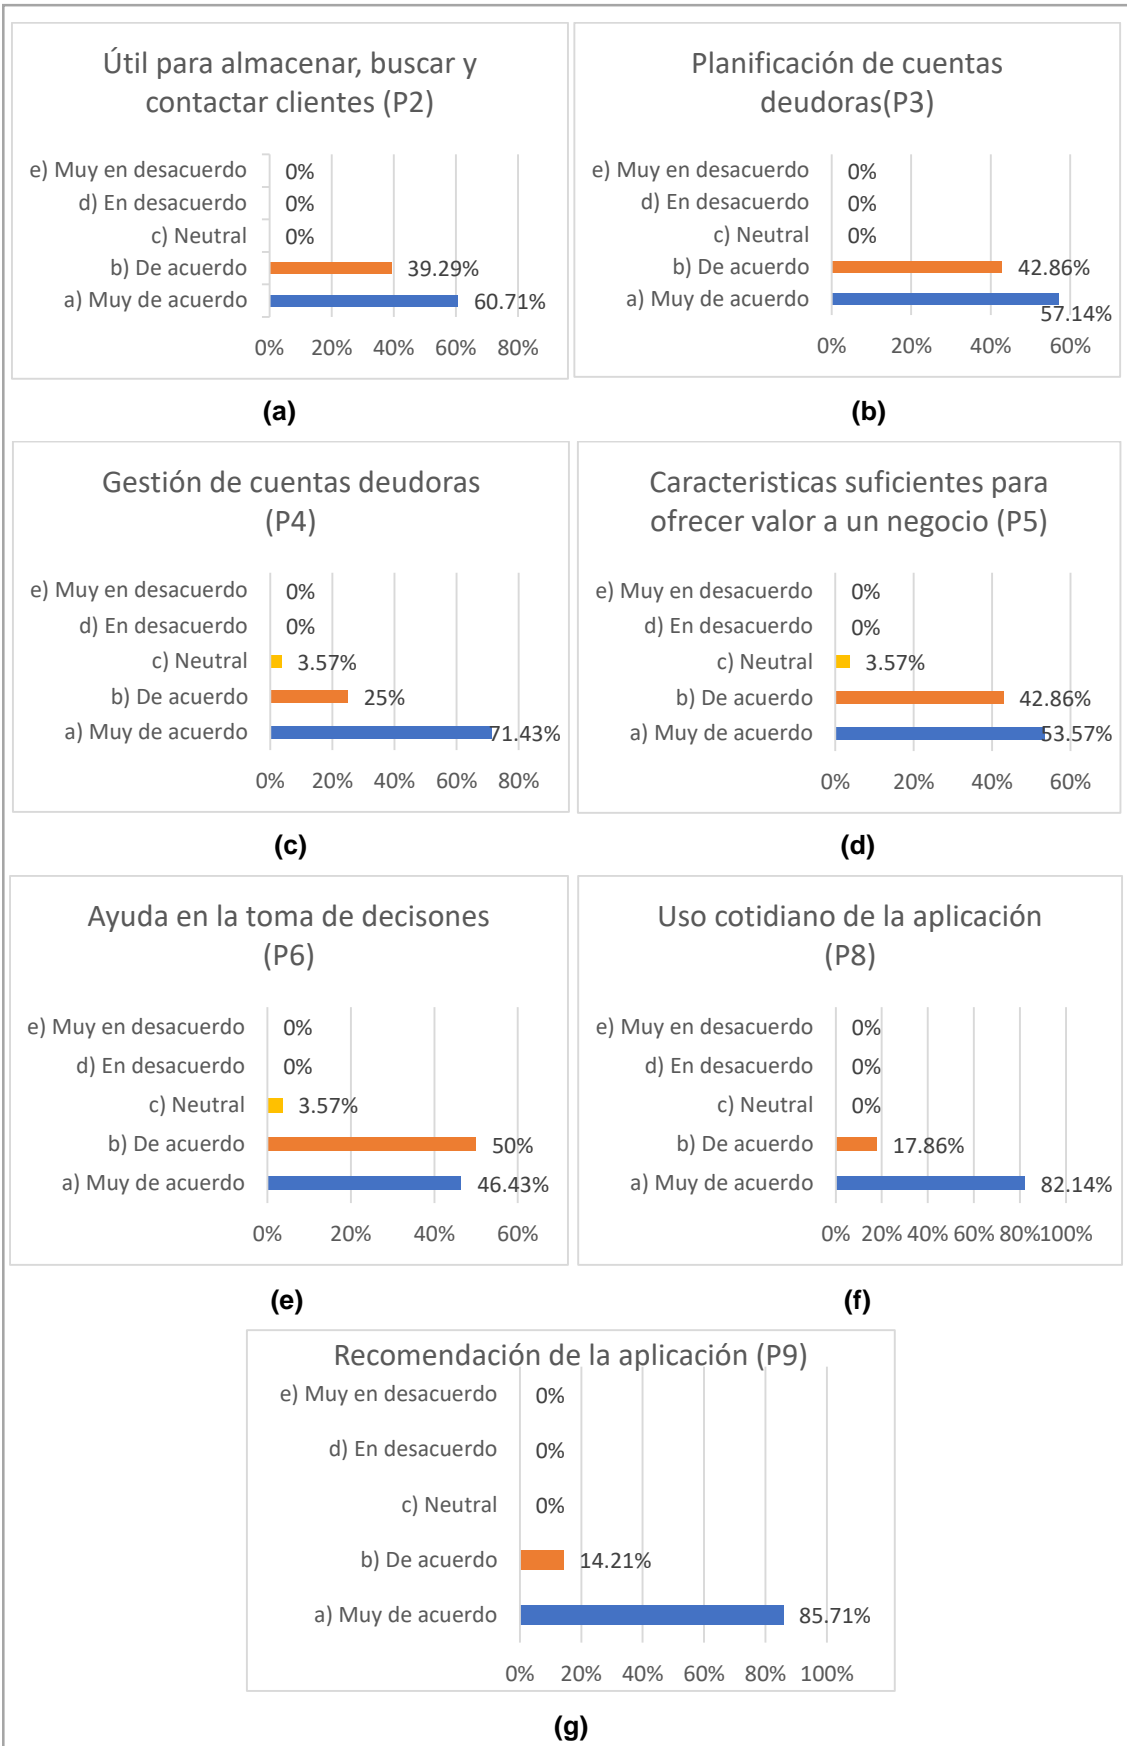 Útil para almacenar, buscar y
contactar clientes (P2)
e) Muy en desacuerdo 0%
d) En desacuerdo 0%
c) Neutral 0%
b) De acuerdo 39.29%
a) Muy de acuerdo 60.71%
0% 20% 40% 60% 80%
(a)
Planificación de cuentas
deudoras(P3)
e) Muy en desacuerdo 0%
d) En desacuerdo 0%
c) Neutral 0%
b) De acuerdo 42.86%
a) Muy de acuerdo 57.14%
0% 20% 40% 60%
(b)
Gestión de cuentas deudoras
(P4)
e) Muy en desacuerdo 0%
d) En desacuerdo 0%
c) Neutral 3.57%
b) De acuerdo 25%
a) Muy de acuerdo 71.43%
0% 20% 40% 60% 80%
(c)
Caracteristicas suficientes para
ofrecer valor a un negocio (P5)
e) Muy en desacuerdo 0%
d) En desacuerdo 0%
c) Neutral 3.57%
b) De acuerdo 42.86%
a) Muy de acuerdo 53.57%
0% 20% 40% 60%
(d)
Ayuda en la toma de decisones
(P6)
e) Muy en desacuerdo 0%
d) En desacuerdo 0%
c) Neutral 3.57%
b) De acuerdo 50%
a) Muy de acuerdo 46.43%
0% 20% 40% 60%
(e)
Uso cotidiano de la aplicación
(P8)
e) Muy en desacuerdo 0%
d) En desacuerdo 0%
c) Neutral 0%
b) De acuerdo 17.86%
a) Muy de acuerdo 82.14%
0% 20% 40% 60% 80% 100%
(f)
Recomendación de la aplicación (P9)
e) Muy en desacuerdo 0%
d) En desacuerdo 0%
c) Neutral 0%
b) De acuerdo 14.21%
a) Muy de acuerdo 85.71%
0% 20% 40% 60% 80% 100%
(g)